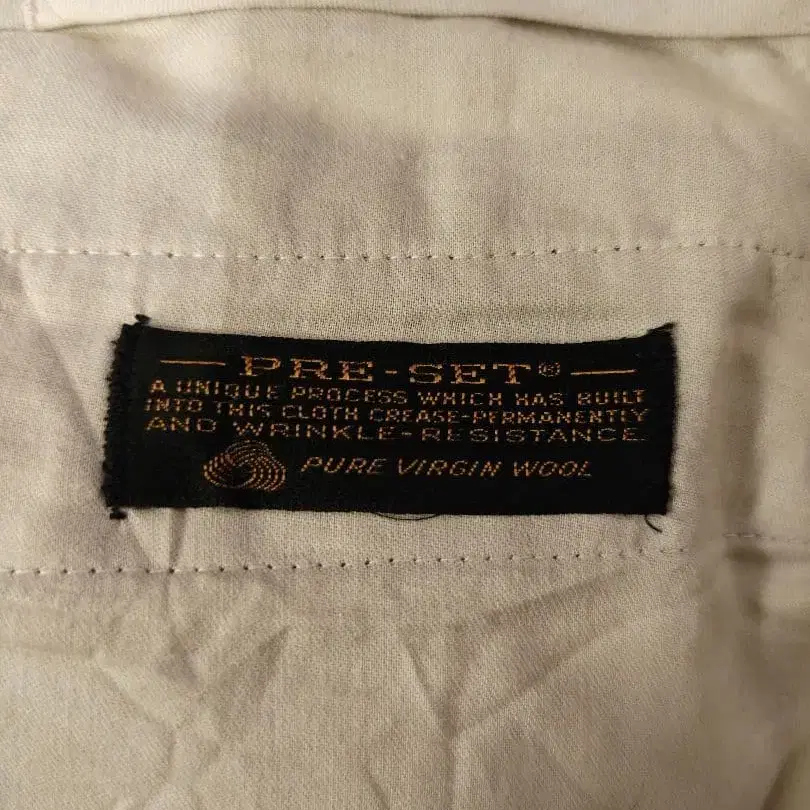 — PRE-SET® —
A UNIQUE PROCESS WHICH HAS BUILT
INTO THIS CLOTH CREASE-PERMANENTLY
AND WRINKLE-RESISTANCE
PURE VIRGIN WOOL